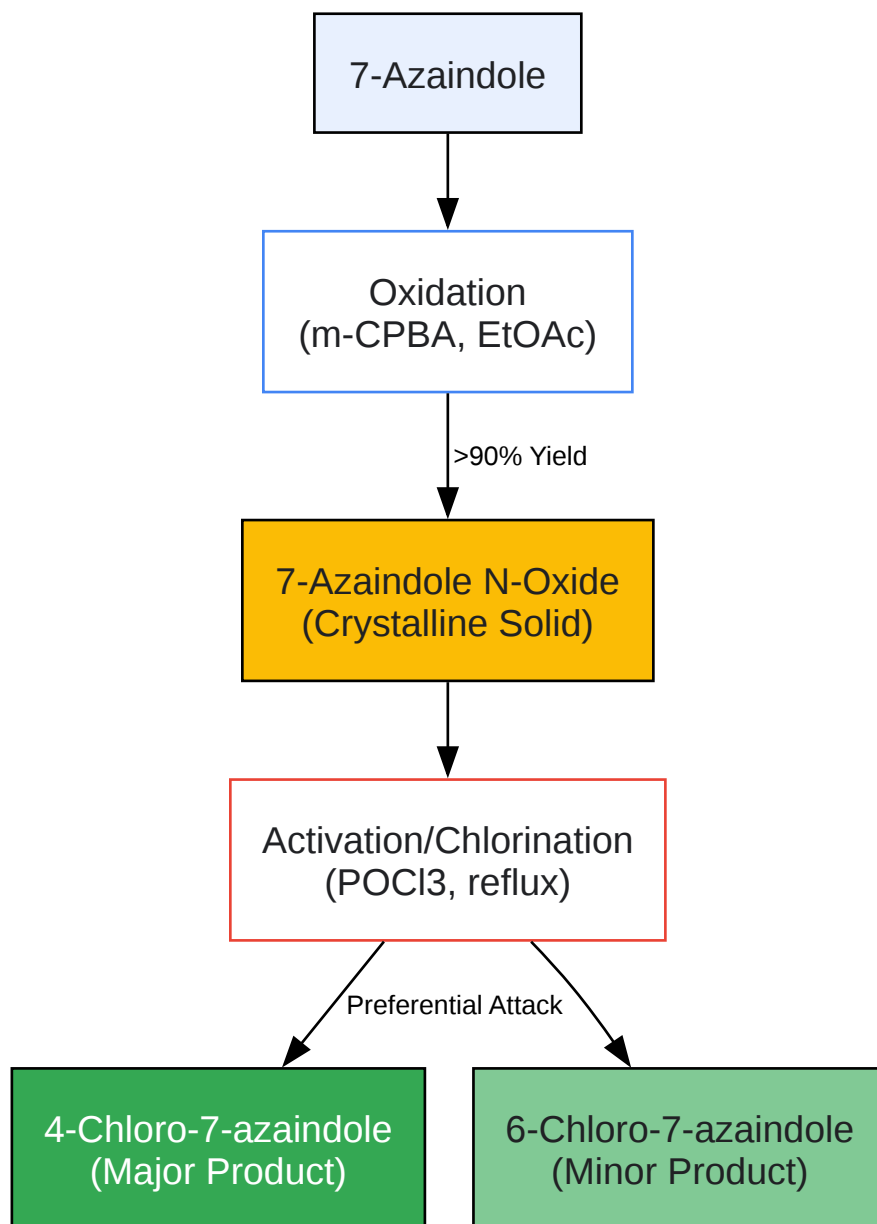 7-Azaindole
Oxidation
(m-CPBA, EtOAc)
>90% Yield
7-Azaindole N-Oxide
(Crystalline Solid)
Activation/Chlorination
(POCl3, reflux)
Preferential Attack
4-Chloro-7-azaindole
(Major Product)
6-Chloro-7-azaindole
(Minor Product)